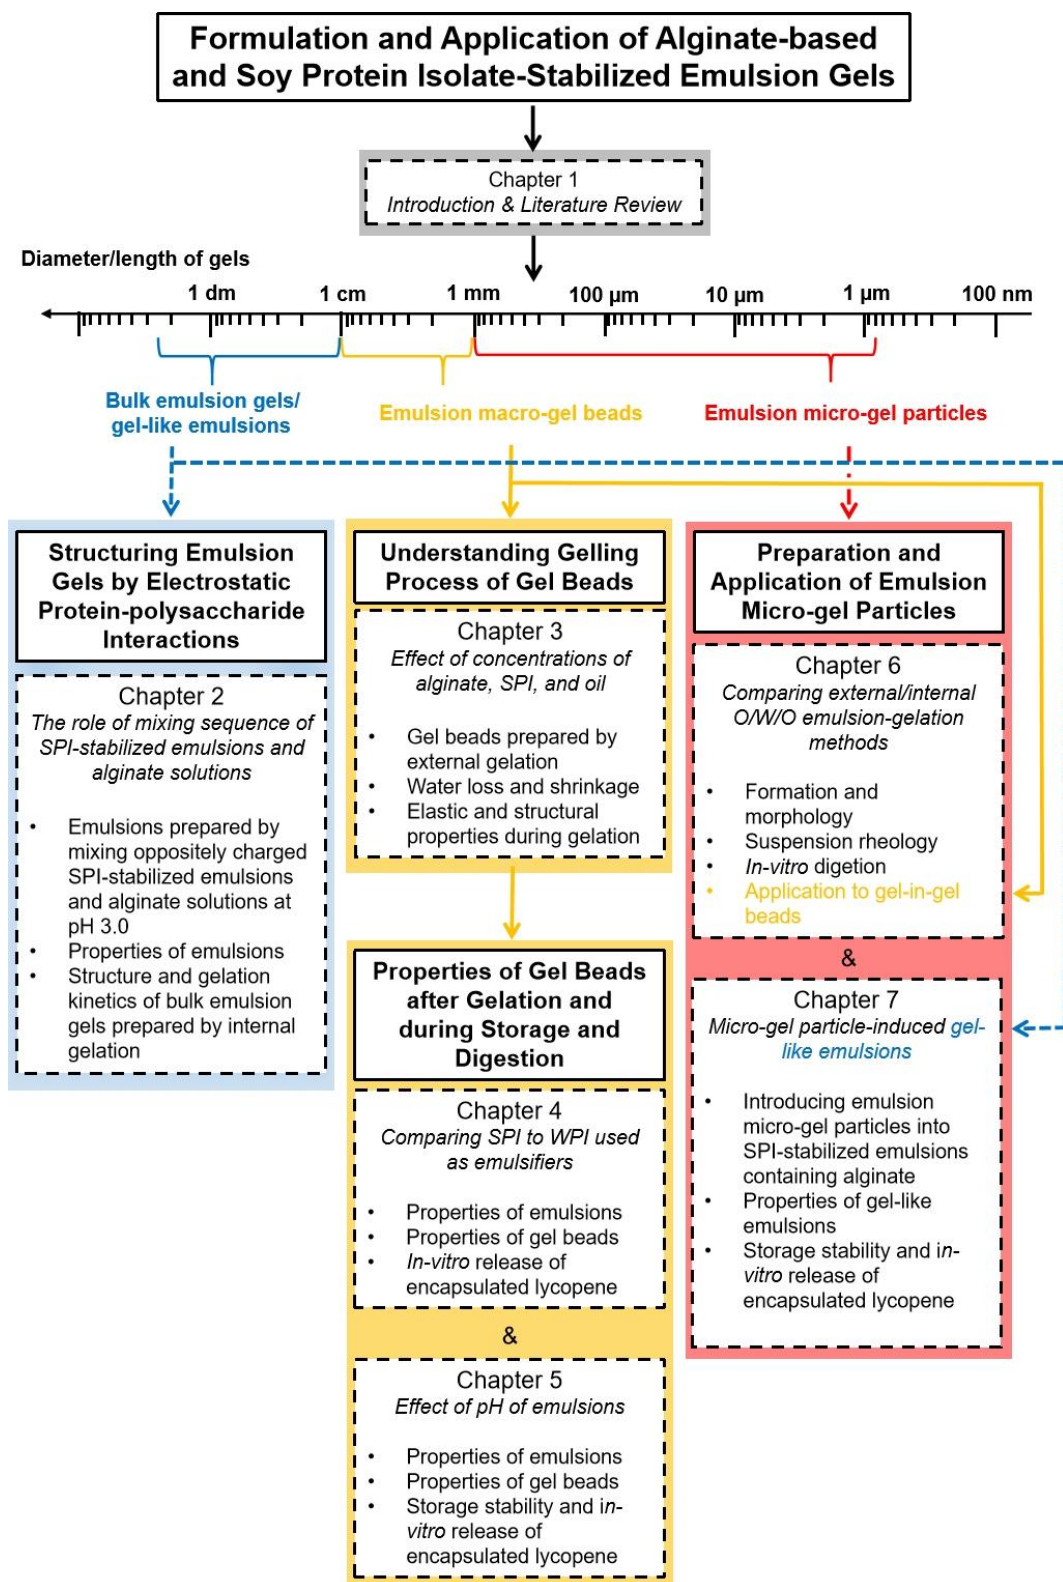 Formulation and Application of Alginate-based
and Soy Protein Isolate-Stabilized Emulsion Gels
Chapter 1
Introduction & Literature Review
Diameter/length of gels
1 dm
1 cm
1 mm
100 µm
10 µm
1 µm
100 nm
Bulk emulsion gels/
gel-like emulsions
Emulsion macro-gel beads
Emulsion micro-gel particles
Structuring Emulsion
Gels by Electrostatic
Protein-polysaccharide
Interactions
Chapter 2
The role of mixing sequence of
SPI-stabilized emulsions and
alginate solutions
• Emulsions prepared by
mixing oppositely charged
SPI-stabilized emulsions
and alginate solutions at
pH 3.0
• Properties of emulsions
• Structure and gelation
kinetics of bulk emulsion
gels prepared by internal
gelation
Understanding Gelling
Process of Gel Beads
Chapter 3
Effect of concentrations of
alginate, SPI, and oil
• Gel beads prepared by
external gelation
• Water loss and shrinkage
• Elastic and structural
properties during gelation
Properties of Gel Beads
after Gelation and
during Storage and
Digestion
Chapter 4
Comparing SPI to WPI used
as emulsifiers
• Properties of emulsions
• Properties of gel beads
• In-vitro release of
encapsulated lycopene
&
Chapter 5
Effect of pH of emulsions
• Properties of emulsions
• Properties of gel beads
• Storage stability and in-
vitro release of
encapsulated lycopene
Preparation and
Application of Emulsion
Micro-gel Particles
Chapter 6
Comparing external/internal
O/W/O emulsion-gelation
methods
• Formation and
morphology
• Suspension rheology
• In-vitro digetion
• Application to gel-in-gel
beads
&
Chapter 7
Micro-gel particle-induced gel-
like emulsions
• Introducing emulsion
micro-gel particles into
SPI-stabilized emulsions
containing alginate
• Properties of gel-like
emulsions
• Storage stability and in-
vitro release of
encapsulated lycopene